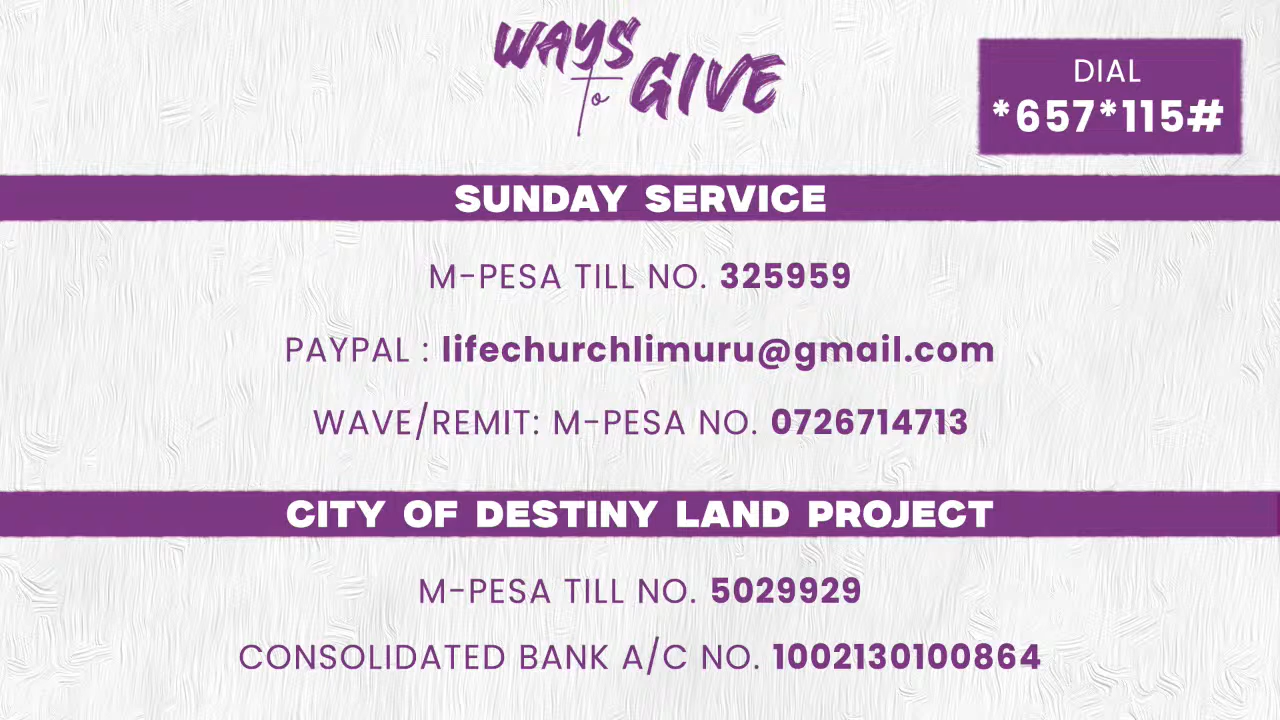 WAYS
to GIVE
DIAL
*657*115#
SUNDAY SERVICE
M-PESA TILL NO. 325959
PAYPAL : lifechurchlimuru@gmail.com
WAVE/REMIT: M-PESA NO. 0726714713
CITY OF DESTINY LAND PROJECT
M-PESA TILL NO. 5029929
CONSOLIDATED BANK A/C NO. 1002130100864